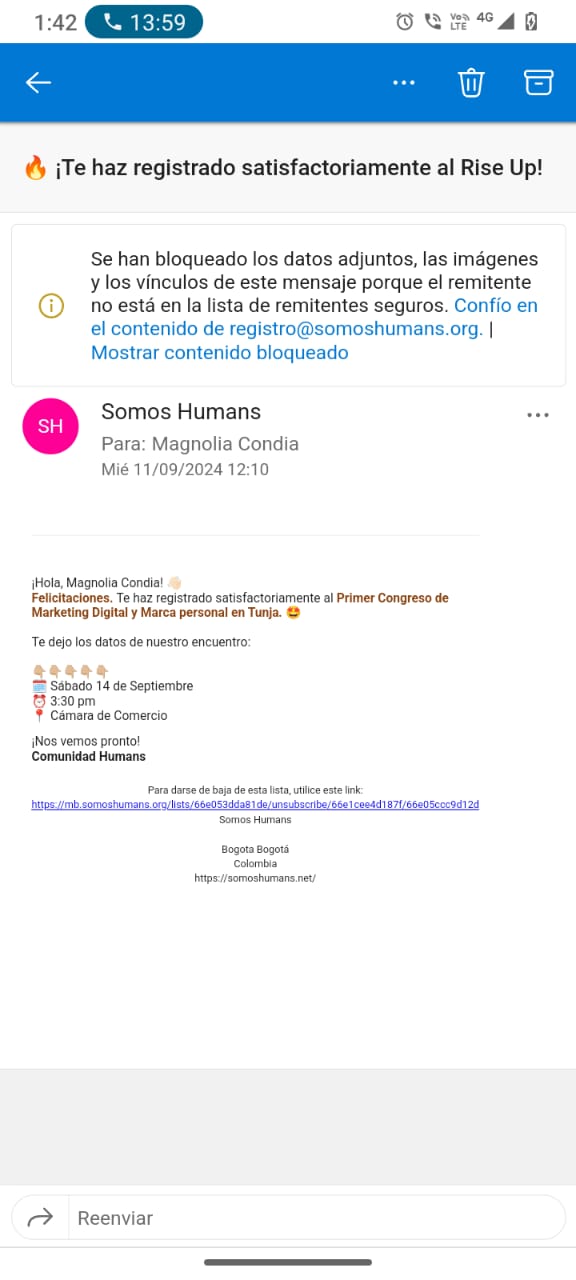 1:42 13:59 VoLTE 4G
🔥 ¡Te haz registrado satisfactoriamente al Rise Up!
Se han bloqueado los datos adjuntos, las imágenes
y los vínculos de este mensaje porque el remitente
no está en la lista de remitentes seguros. Confío en
el contenido de registro@somoshumans.org. |
Mostrar contenido bloqueado
SH
Somos Humans
Para: Magnolia Condia
Mié 11/09/2024 12:10
¡Hola, Magnolia Condia! 👋🏻
Felicitaciones. Te haz registrado satisfactoriamente al Primer Congreso de
Marketing Digital y Marca personal en Tunja. 🤩
Te dejo los datos de nuestro encuentro:
👇🏼👇🏼👇🏼👇🏼👇🏼
🗓️ Sábado 14 de Septiembre
⏰ 3:30 pm
📍 Cámara de Comercio
¡Nos vemos pronto!
Comunidad Humans
Para darse de baja de esta lista, utilice este link:
https://mb.somoshumans.org/lists/66e053dda81de/unsubscribe/66e1cee4d187f/66e05ccc9d12d
Somos Humans
Bogota Bogotá
Colombia
https://somoshumans.net/
Reenviar